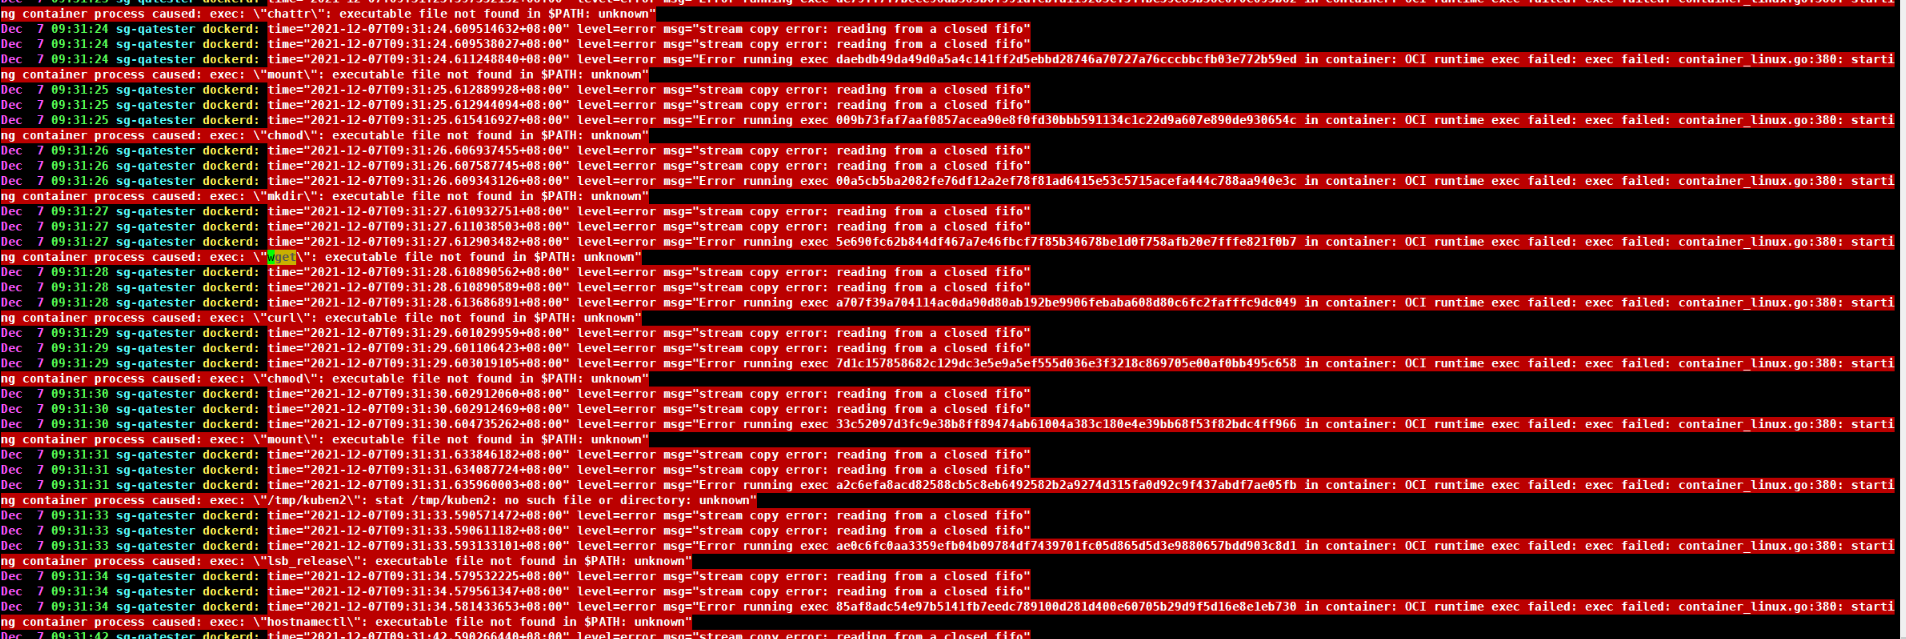 ng container process caused: exec: \"chattr\": executable file not found in $PATH: unknown"
Dec  7 09:31:24 sg-qatester dockerd: time="2021-12-07T09:31:24.609514632+08:00" level=error msg="stream copy error: reading from a closed fifo"
Dec  7 09:31:24 sg-qatester dockerd: time="2021-12-07T09:31:24.609538027+08:00" level=error msg="stream copy error: reading from a closed fifo"
Dec  7 09:31:24 sg-qatester dockerd: time="2021-12-07T09:31:24.611248840+08:00" level=error msg="Error running exec daebdb49da49d0a5a4c141ff2d5ebbd28746a70727a76cccbbcfb03e772b59ed in container: OCI runtime exec failed: exec failed: container_linux.go:380: starti
ng container process caused: exec: \"mount\": executable file not found in $PATH: unknown"
Dec  7 09:31:25 sg-qatester dockerd: time="2021-12-07T09:31:25.612889928+08:00" level=error msg="stream copy error: reading from a closed fifo"
Dec  7 09:31:25 sg-qatester dockerd: time="2021-12-07T09:31:25.612944094+08:00" level=error msg="stream copy error: reading from a closed fifo"
Dec  7 09:31:25 sg-qatester dockerd: time="2021-12-07T09:31:25.615416927+08:00" level=error msg="Error running exec 009b73faf7aaf0857acea90e8f0fd30bbb591134c1c22d9a607e890de930654c in container: OCI runtime exec failed: exec failed: container_linux.go:380: starti
ng container process caused: exec: \"chmod\": executable file not found in $PATH: unknown"
Dec  7 09:31:26 sg-qatester dockerd: time="2021-12-07T09:31:26.606937455+08:00" level=error msg="stream copy error: reading from a closed fifo"
Dec  7 09:31:26 sg-qatester dockerd: time="2021-12-07T09:31:26.607587745+08:00" level=error msg="stream copy error: reading from a closed fifo"
Dec  7 09:31:26 sg-qatester dockerd: time="2021-12-07T09:31:26.609343126+08:00" level=error msg="Error running exec 00a5cb5ba2082fe76df12a2ef78f81ad6415e53c5715acefa444c788aa940e3c in container: OCI runtime exec failed: exec failed: container_linux.go:380: starti
ng container process caused: exec: \"mkdir\": executable file not found in $PATH: unknown"
Dec  7 09:31:27 sg-qatester dockerd: time="2021-12-07T09:31:27.610932751+08:00" level=error msg="stream copy error: reading from a closed fifo"
Dec  7 09:31:27 sg-qatester dockerd: time="2021-12-07T09:31:27.611038503+08:00" level=error msg="stream copy error: reading from a closed fifo"
Dec  7 09:31:27 sg-qatester dockerd: time="2021-12-07T09:31:27.612903482+08:00" level=error msg="Error running exec 5e690fc62b844df467a7e46fbcf7f85b34678be1d0f758afb20e7fffe821f0b7 in container: OCI runtime exec failed: exec failed: container_linux.go:380: starti
ng container process caused: exec: \"wget\": executable file not found in $PATH: unknown"
Dec  7 09:31:28 sg-qatester dockerd: time="2021-12-07T09:31:28.610890562+08:00" level=error msg="stream copy error: reading from a closed fifo"
Dec  7 09:31:28 sg-qatester dockerd: time="2021-12-07T09:31:28.610890589+08:00" level=error msg="stream copy error: reading from a closed fifo"
Dec  7 09:31:28 sg-qatester dockerd: time="2021-12-07T09:31:28.613686891+08:00" level=error msg="Error running exec a707f39a704114ac0da90d80ab192be9906febaba608d80c6fc2fafffc9dc049 in container: OCI runtime exec failed: exec failed: container_linux.go:380: starti
ng container process caused: exec: \"curl\": executable file not found in $PATH: unknown"
Dec  7 09:31:29 sg-qatester dockerd: time="2021-12-07T09:31:29.601029959+08:00" level=error msg="stream copy error: reading from a closed fifo"
Dec  7 09:31:29 sg-qatester dockerd: time="2021-12-07T09:31:29.601106423+08:00" level=error msg="stream copy error: reading from a closed fifo"
Dec  7 09:31:29 sg-qatester dockerd: time="2021-12-07T09:31:29.603019105+08:00" level=error msg="Error running exec 7d1c157858682c129dc3e5e9a5ef555d036e3f3218c869705e00af0bb495c658 in container: OCI runtime exec failed: exec failed: container_linux.go:380: starti
ng container process caused: exec: \"chmod\": executable file not found in $PATH: unknown"
Dec  7 09:31:30 sg-qatester dockerd: time="2021-12-07T09:31:30.602912060+08:00" level=error msg="stream copy error: reading from a closed fifo"
Dec  7 09:31:30 sg-qatester dockerd: time="2021-12-07T09:31:30.602912469+08:00" level=error msg="stream copy error: reading from a closed fifo"
Dec  7 09:31:30 sg-qatester dockerd: time="2021-12-07T09:31:30.604735262+08:00" level=error msg="Error running exec 33c52097d3fc9e38b8ff89474ab61004a383c180e4e39bb68f53f82bdc4ff966 in container: OCI runtime exec failed: exec failed: container_linux.go:380: starti
ng container process caused: exec: \"mount\": executable file not found in $PATH: unknown"
Dec  7 09:31:31 sg-qatester dockerd: time="2021-12-07T09:31:31.633846182+08:00" level=error msg="stream copy error: reading from a closed fifo"
Dec  7 09:31:31 sg-qatester dockerd: time="2021-12-07T09:31:31.634087724+08:00" level=error msg="stream copy error: reading from a closed fifo"
Dec  7 09:31:31 sg-qatester dockerd: time="2021-12-07T09:31:31.635960003+08:00" level=error msg="Error running exec a2c6efa8acd82588cb5c8eb6492582b2a9274d315fa0d92c9f437abdf7ae05fb in container: OCI runtime exec failed: exec failed: container_linux.go:380: starti
ng container process caused: exec: \"/tmp/kuben2\": stat /tmp/kuben2: no such file or directory: unknown"
Dec  7 09:31:33 sg-qatester dockerd: time="2021-12-07T09:31:33.590571472+08:00" level=error msg="stream copy error: reading from a closed fifo"
Dec  7 09:31:33 sg-qatester dockerd: time="2021-12-07T09:31:33.590611182+08:00" level=error msg="stream copy error: reading from a closed fifo"
Dec  7 09:31:33 sg-qatester dockerd: time="2021-12-07T09:31:33.593133101+08:00" level=error msg="Error running exec ae0c6fc0aa3359efb04b09784df7439701fc05d865d5d3e9880657bdd903c8d1 in container: OCI runtime exec failed: exec failed: container_linux.go:380: starti
ng container process caused: exec: \"lsb_release\": executable file not found in $PATH: unknown"
Dec  7 09:31:34 sg-qatester dockerd: time="2021-12-07T09:31:34.579532225+08:00" level=error msg="stream copy error: reading from a closed fifo"
Dec  7 09:31:34 sg-qatester dockerd: time="2021-12-07T09:31:34.579561347+08:00" level=error msg="stream copy error: reading from a closed fifo"
Dec  7 09:31:34 sg-qatester dockerd: time="2021-12-07T09:31:34.581433653+08:00" level=error msg="Error running exec 85af8adc54e97b5141fb7eedc789100d281d400e60705b29d9f5d16e8e1eb730 in container: OCI runtime exec failed: exec failed: container_linux.go:380: starti
ng container process caused: exec: \"hostnamectl\": executable file not found in $PATH: unknown"
Dec  7 09:31:42 sg-qatester dockerd: time="2021-12-07T09:31:42.590266440+08:00" level=error msg="stream copy error: reading from a closed fifo"